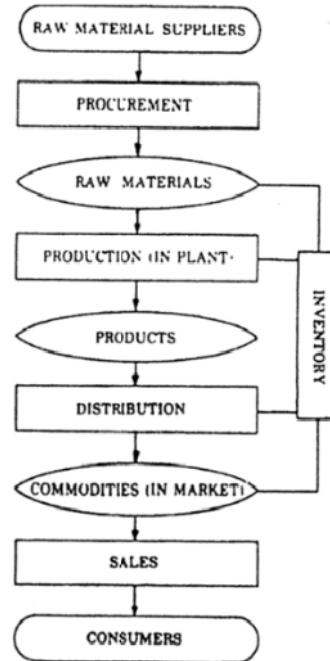 RAW MATERIAL SUPPLIERS
PROCUREMENT
RAW MATERIALS
PRODUCTION (IN PLANT)
PRODUCTS
DISTRIBUTION
COMMODITIES (IN MARKET)
SALES
CONSUMERS
INVENTORY